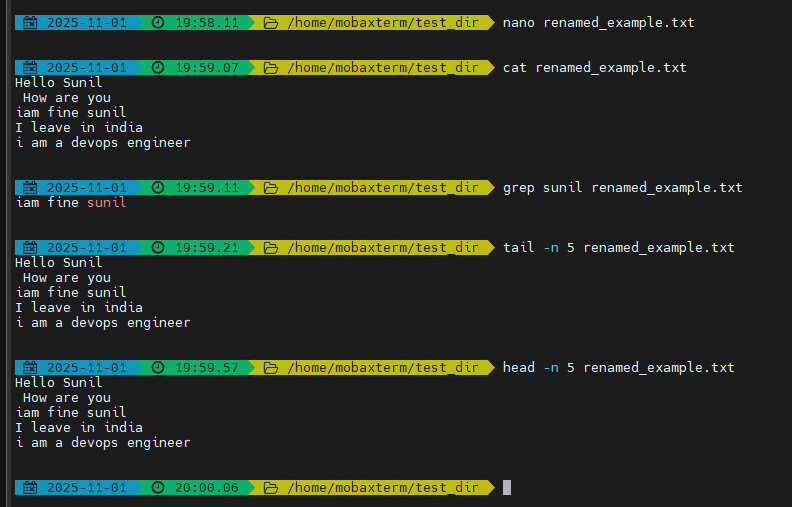 2025-11-01 19:58.11 /home/mobaxterm/test_dir nano renamed_example.txt
2025-11-01 19:59.07 /home/mobaxterm/test_dir cat renamed_example.txt
Hello Sunil
 How are you
iam fine sunil
I leave in india
i am a devops engineer
2025-11-01 19:59.11 /home/mobaxterm/test_dir grep sunil renamed_example.txt
iam fine sunil
2025-11-01 19:59.21 /home/mobaxterm/test_dir tail -n 5 renamed_example.txt
Hello Sunil
 How are you
iam fine sunil
I leave in india
i am a devops engineer
2025-11-01 19:59.57 /home/mobaxterm/test_dir head -n 5 renamed_example.txt
Hello Sunil
 How are you
iam fine sunil
I leave in india
i am a devops engineer
2025-11-01 20:00.06 /home/mobaxterm/test_dir